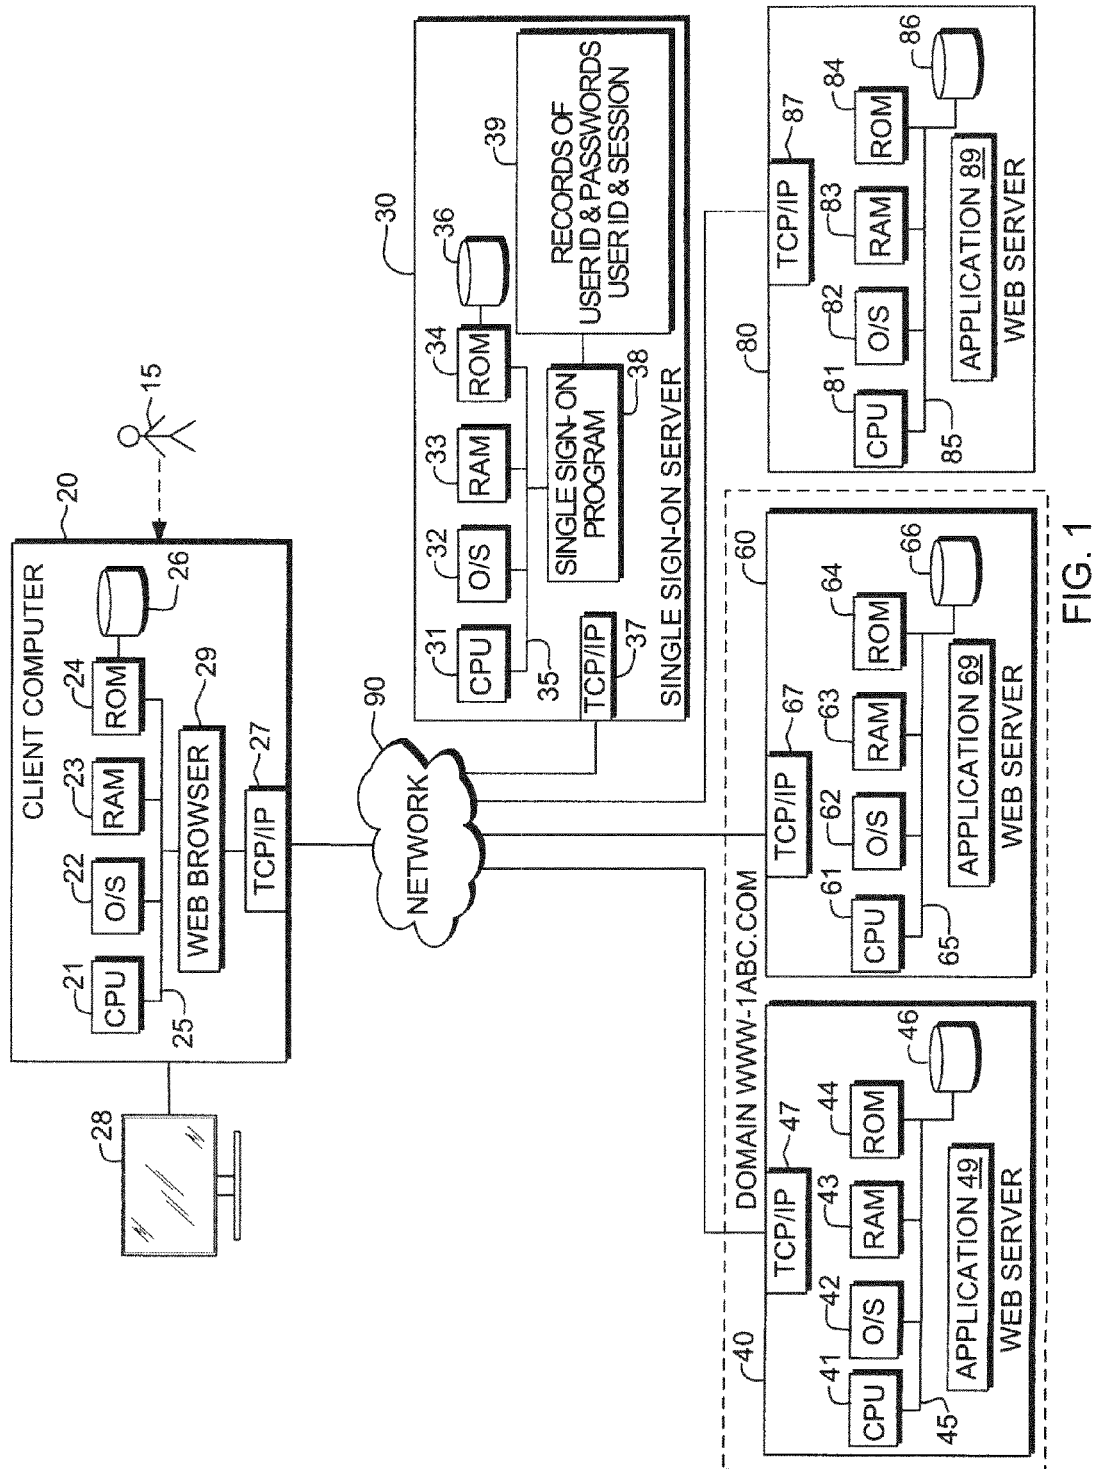 CLIENT COMPUTER
20
15
28
21
22
23
24
26
CPU
O/S
RAM
ROM
25
WEB BROWSER
29
TCP/IP
27
NETWORK
90
30
31
32
33
34
36
CPU
O/S
RAM
ROM
35
SINGLE SIGN-ON
PROGRAM
38
39
RECORDS OF
USER ID & PASSWORDS
USER ID & SESSION
TCP/IP
37
SINGLE SIGN-ON SERVER
DOMAIN WWW-1ABC.COM
40
TCP/IP
47
41
42
43
44
46
CPU
O/S
RAM
ROM
45
APPLICATION 49
WEB SERVER
60
TCP/IP
67
61
62
63
64
66
CPU
O/S
RAM
ROM
65
APPLICATION 69
WEB SERVER
80
TCP/IP
87
81
82
83
84
86
CPU
O/S
RAM
ROM
85
APPLICATION 89
WEB SERVER
FIG. 1